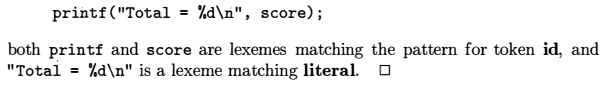 printf("Total = %d\n", score);
both printf and score are lexemes matching the pattern for token id, and
"Total = %d\n" is a lexeme matching literal. □